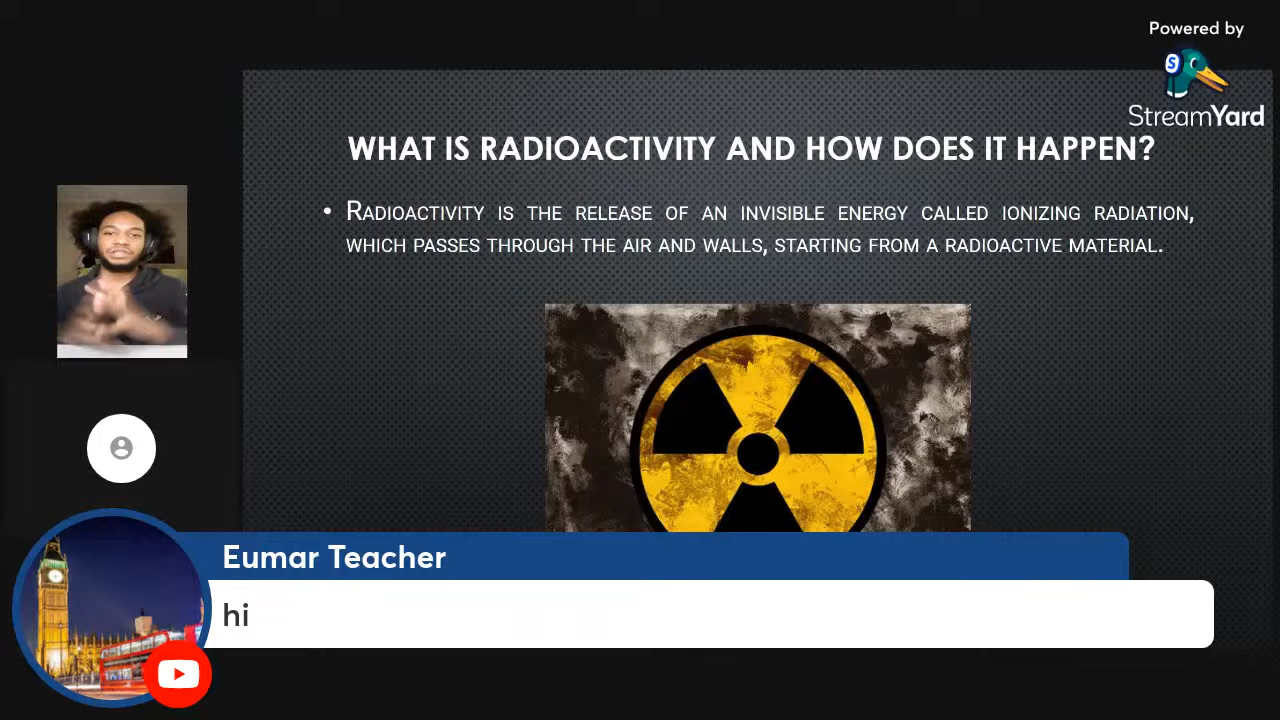 Powered by
StreamYard
WHAT IS RADIOACTIVITY AND HOW DOES IT HAPPEN?
• RADIOACTIVITY IS THE RELEASE OF AN INVISIBLE ENERGY CALLED IONIZING RADIATION,
WHICH PASSES THROUGH THE AIR AND WALLS, STARTING FROM A RADIOACTIVE MATERIAL.
Eumar Teacher
hi